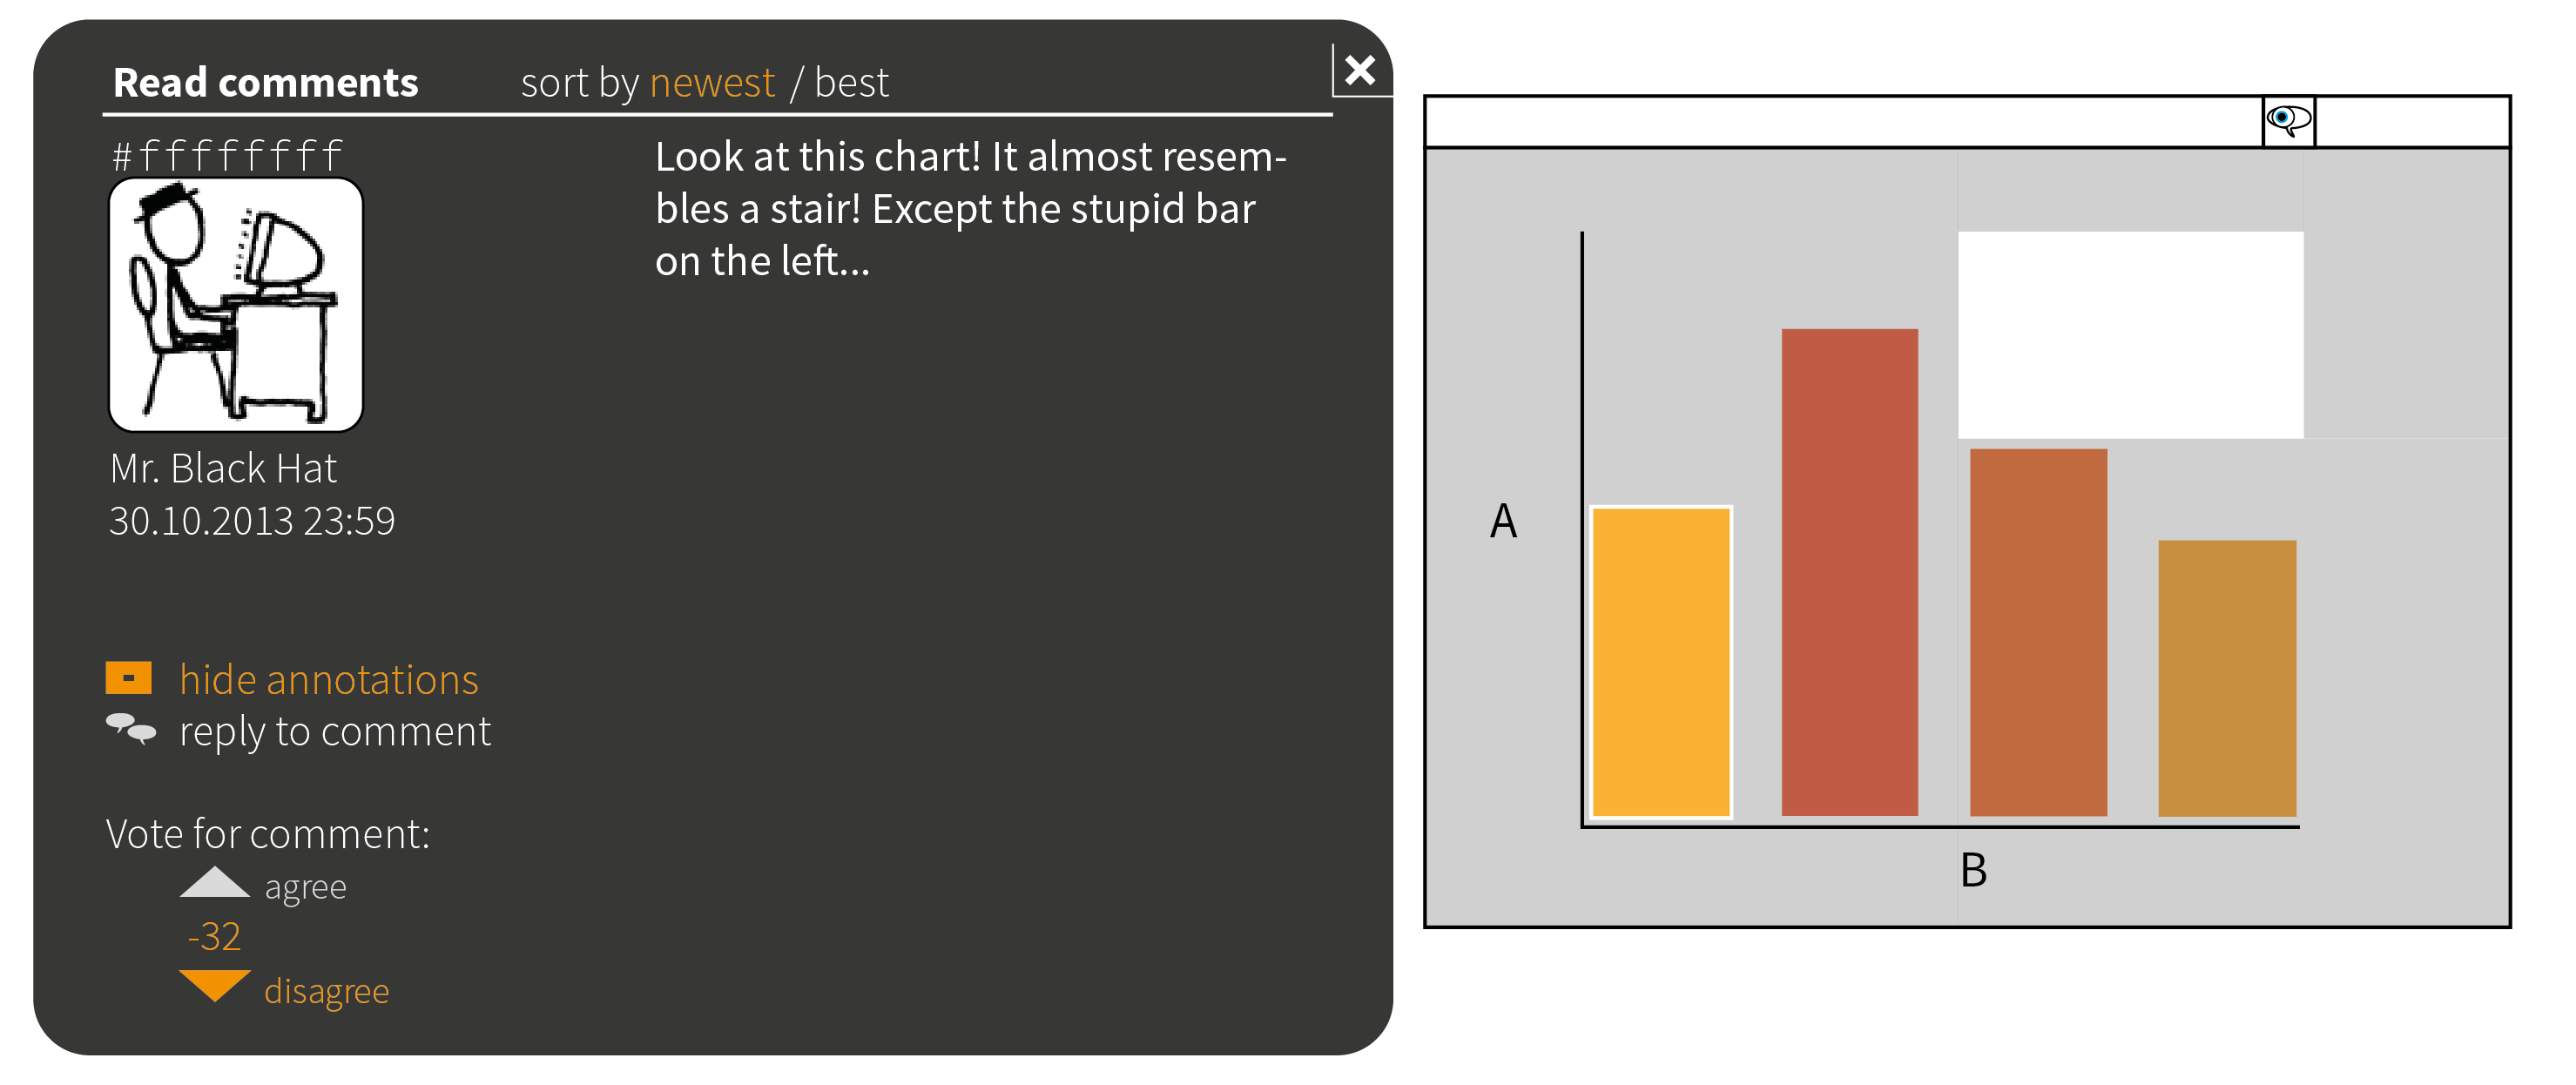 Read comments
sort by newest / best
#ffffffff
Look at this chart! It almost resem-
bles a stair! Except the stupid bar
on the left...
Mr. Black Hat
30.10.2013 23:59
hide annotations
reply to comment
Vote for comment:
agree
-32
disagree
A
B